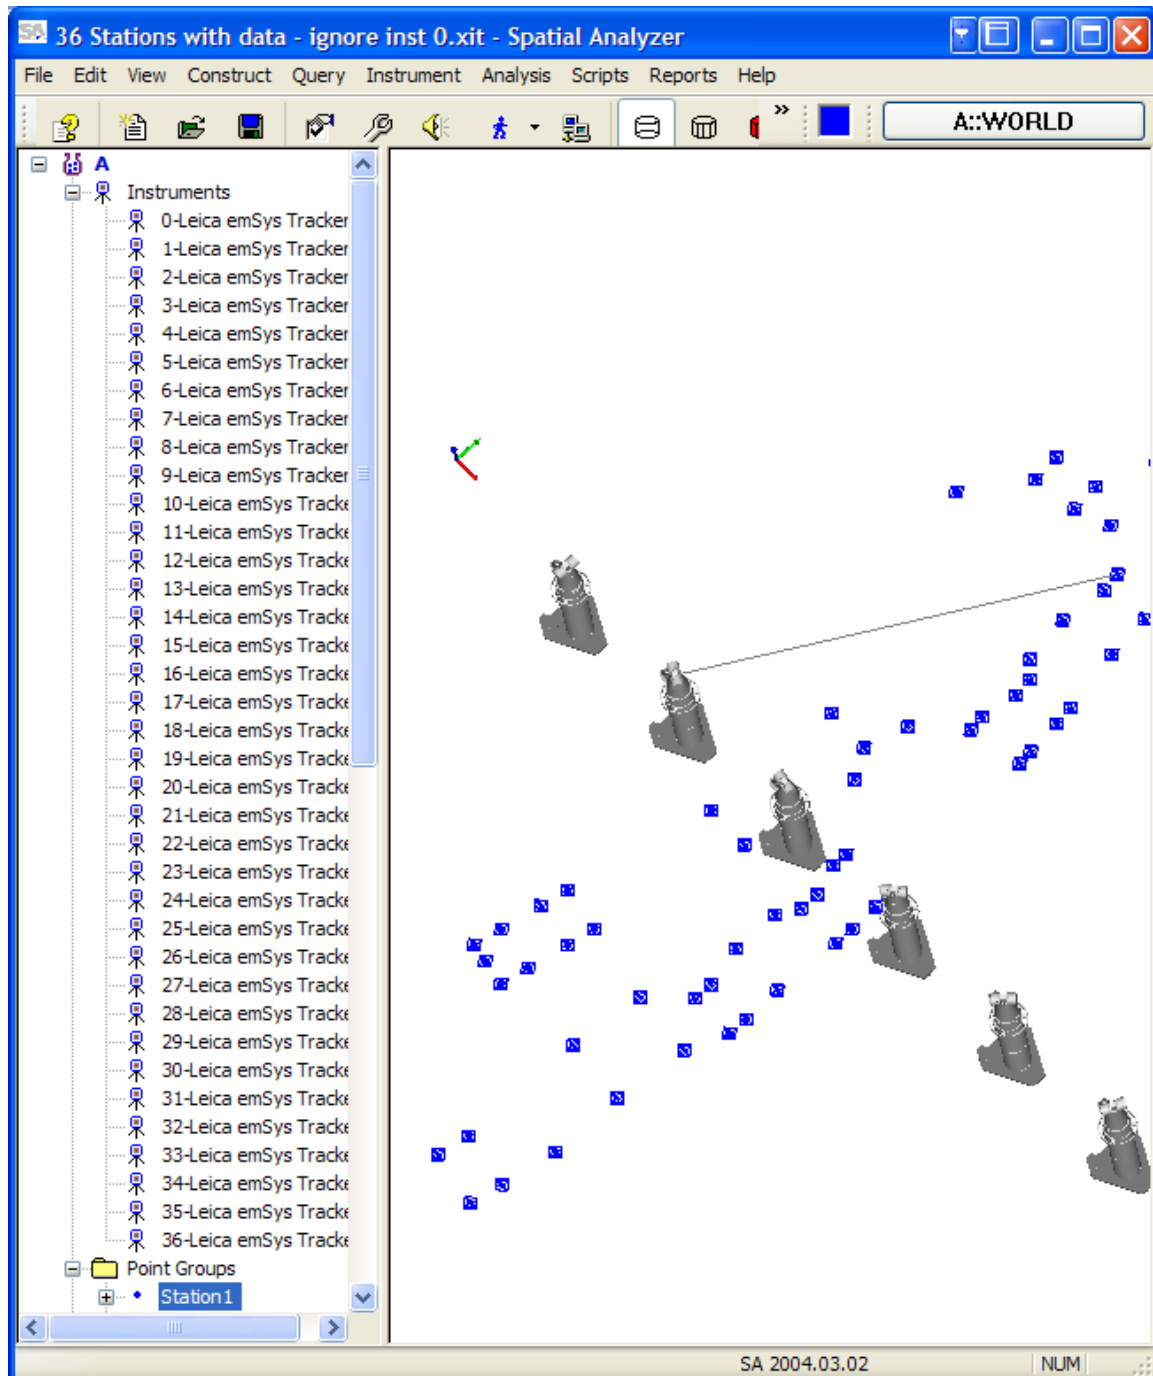 SA 36 Stations with data - ignore inst 0.xit - Spatial Analyzer
File Edit View Construct Query Instrument Analysis Scripts Reports Help
A::WORLD
A
Instruments
0-Leica emSys Tracker
1-Leica emSys Tracker
2-Leica emSys Tracker
3-Leica emSys Tracker
4-Leica emSys Tracker
5-Leica emSys Tracker
6-Leica emSys Tracker
7-Leica emSys Tracker
8-Leica emSys Tracker
9-Leica emSys Tracker
10-Leica emSys Tracke
11-Leica emSys Tracke
12-Leica emSys Tracke
13-Leica emSys Tracke
14-Leica emSys Tracke
15-Leica emSys Tracke
16-Leica emSys Tracke
17-Leica emSys Tracke
18-Leica emSys Tracke
19-Leica emSys Tracke
20-Leica emSys Tracke
21-Leica emSys Tracke
22-Leica emSys Tracke
23-Leica emSys Tracke
24-Leica emSys Tracke
25-Leica emSys Tracke
26-Leica emSys Tracke
27-Leica emSys Tracke
28-Leica emSys Tracke
29-Leica emSys Tracke
30-Leica emSys Tracke
31-Leica emSys Tracke
32-Leica emSys Tracke
33-Leica emSys Tracke
34-Leica emSys Tracke
35-Leica emSys Tracke
36-Leica emSys Tracke
Point Groups
Station1
SA 2004.03.02 NUM